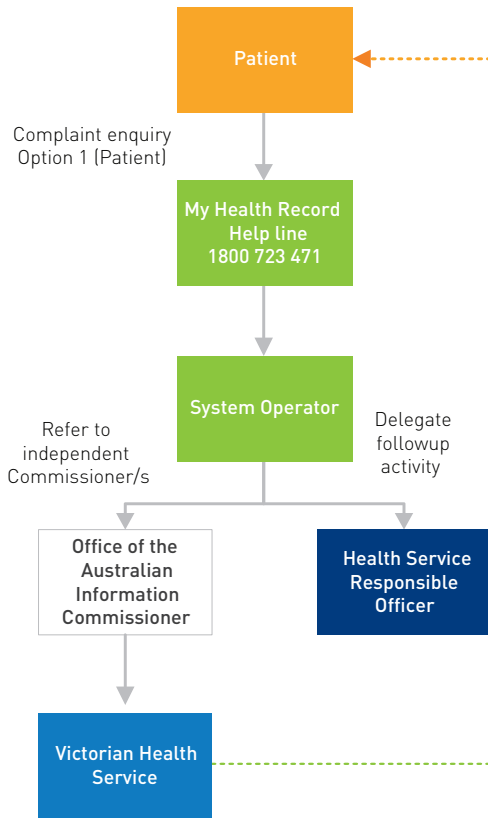 Patient
Complaint enquiry
Option 1 (Patient)
My Health Record
Help line
1800 723 471
System Operator
Refer to
independent
Commissioner/s
Delegate
followup
activity
Office of the
Australian
Information
Commissioner
Health Service
Responsible
Officer
Victorian Health
Service